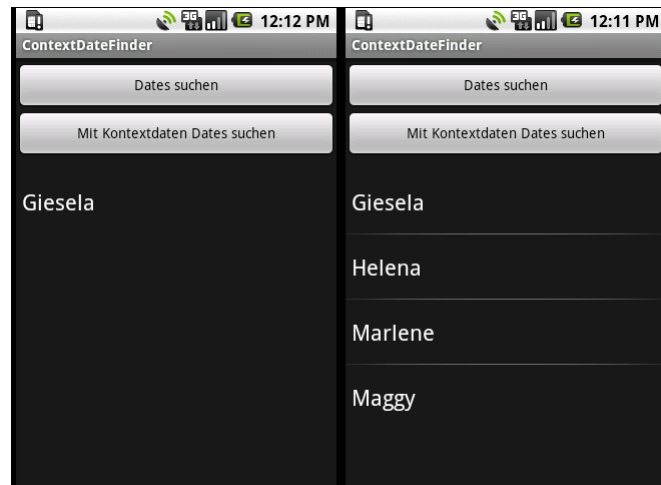 12:12 PM
ContextDateFinder
Dates suchen
Mit Kontextdaten Dates suchen
Giesela
3G 12:11 PM
ContextDateFinder
Dates suchen
Mit Kontextdaten Dates suchen
Giesela
Helena
Marlene
Maggy